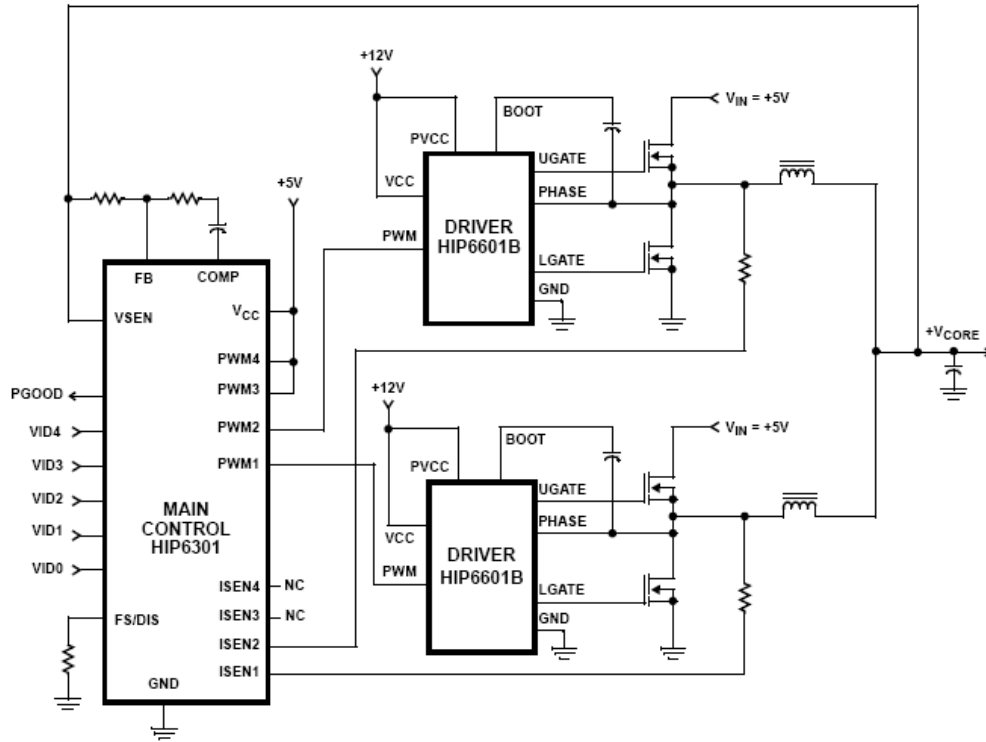 +12V
BOOT
V_IN = +5V
PVCC
UGATE
VCC
PHASE
DRIVER
HIP6601B
PWM
LGATE
GND
+5V
FB
COMP
VSEN
V_CC
PWM4
PWM3
PGOOD
PWM2
VID4
PWM1
VID3
VID2
VID1
VID0
MAIN
CONTROL
HIP6301
ISEN4
NC
ISEN3
NC
FS/DIS
ISEN2
ISEN1
GND
+V_CORE
+12V
BOOT
V_IN = +5V
PVCC
UGATE
PHASE
VCC
DRIVER
HIP6601B
PWM
LGATE
GND